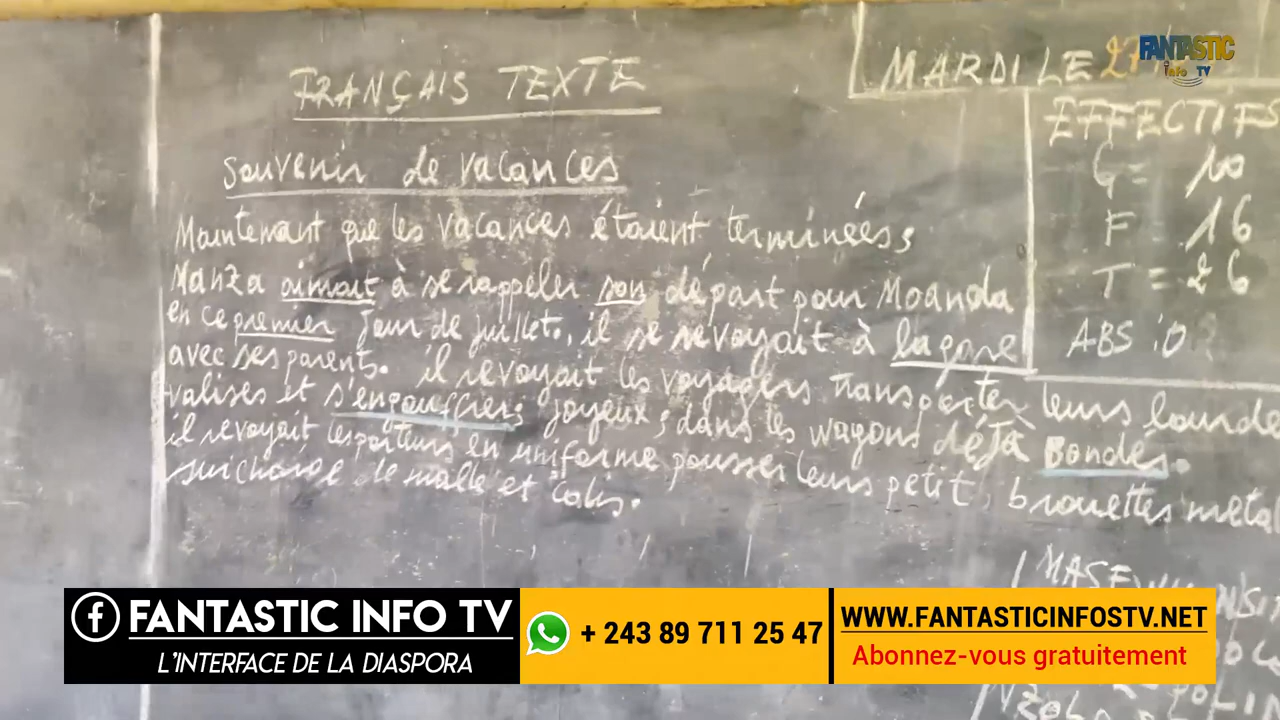 FRANÇAIS TEXTE
Souvenir de vacances
Maintenant que les vacances étaient terminées,
Manza aimait à se rappeler son départ pour Moanda
en ce premier jour de juillet, il se revoyait à la gare
avec ses parents. il revoyait les voyagers transporter leurs lourde
valises et s'engouffrer, joyeux, dans les wagons déjà Bondés.
il revoyait les porteurs en uniforme pousser leurs petit, brouettes méta
de malle et colis.
MARDI LE 27
EFFECTIFS
G = 10
F = 16
T = 26
ABS : 0
FANTASTIC
Info TV
FANTASTIC INFO TV
L'INTERFACE DE LA DIASPORA
+ 243 89 711 25 47
WWW.FANTASTICINFOSTV.NET
Abonnez-vous gratuitement